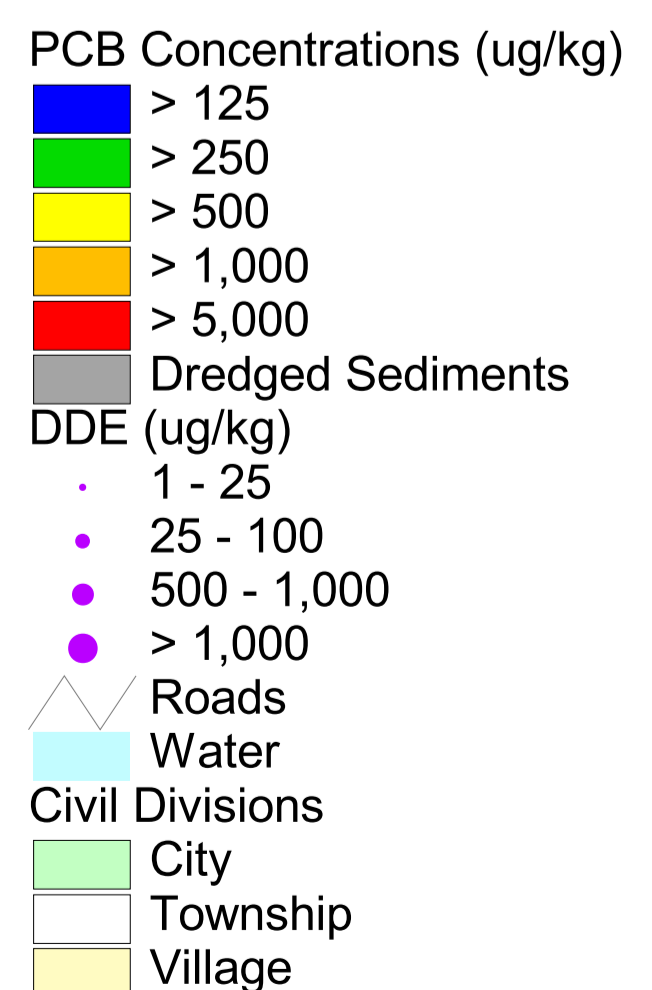 PCB Concentrations (ug/kg)
> 125
> 250
> 500
> 1,000
> 5,000
Dredged Sediments
DDE (ug/kg)
1 - 25
25 - 100
500 - 1,000
> 1,000
Roads
Water
Civil Divisions
City
Township
Village